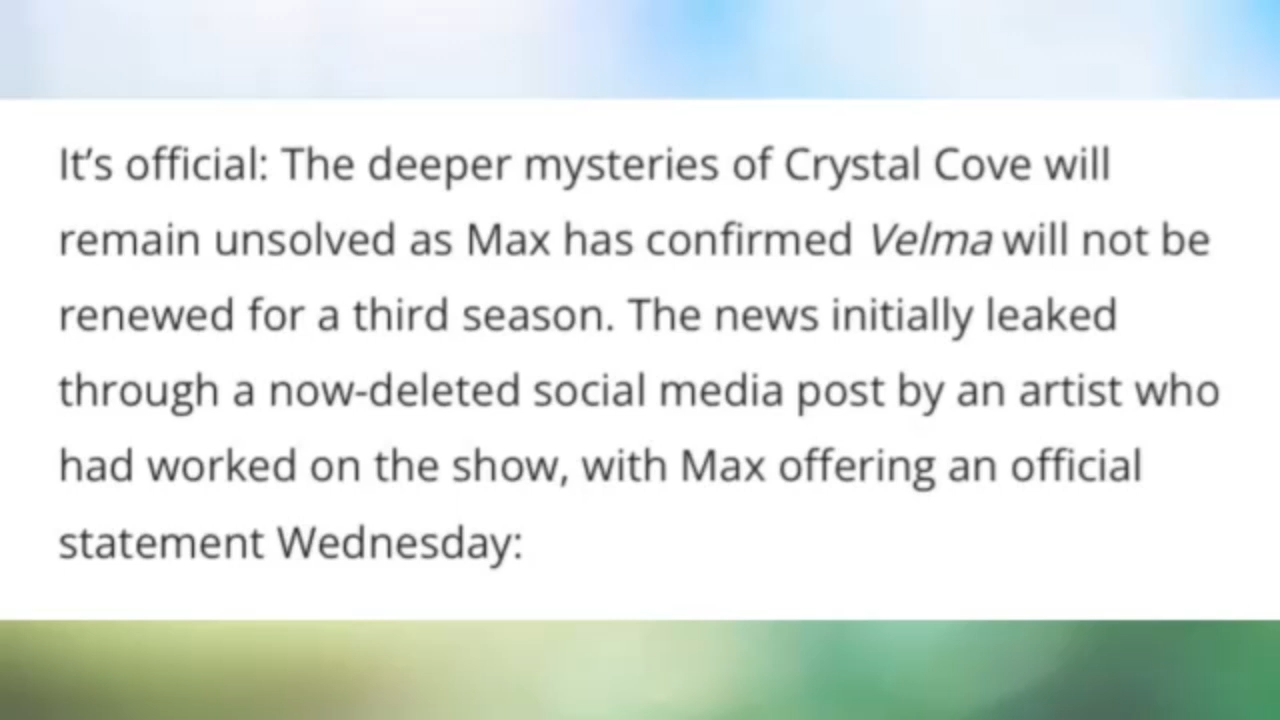 It’s official: The deeper mysteries of Crystal Cove will
remain unsolved as Max has confirmed Velma will not be
renewed for a third season. The news initially leaked
through a now-deleted social media post by an artist who
had worked on the show, with Max offering an official
statement Wednesday: